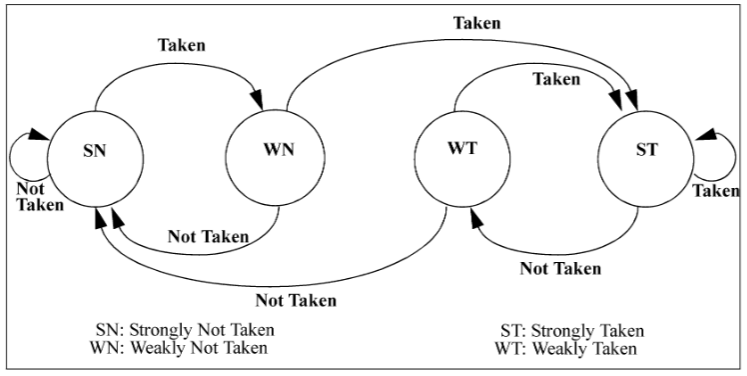 Taken
Taken
Taken
SN
WN
WT
ST
Not
Taken
Taken
Not Taken
Not Taken
Not Taken
SN: Strongly Not Taken
WN: Weakly Not Taken
ST: Strongly Taken
WT: Weakly Taken